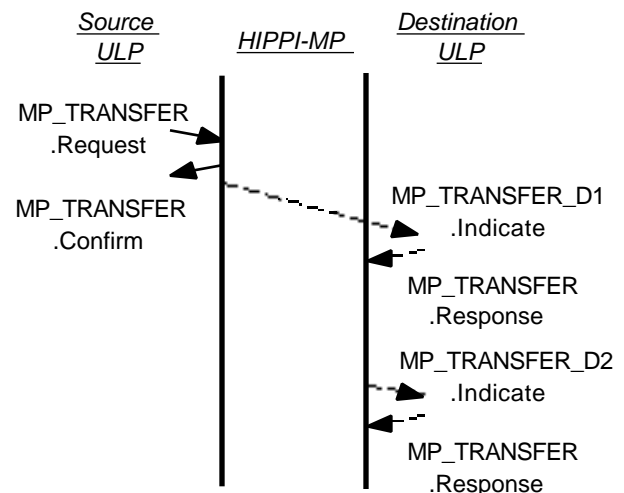 Source ULP
HIPPI-MP
Destination ULP
MP_TRANSFER
.Request
MP_TRANSFER
.Confirm
MP_TRANSFER_D1
.Indicate
MP_TRANSFER
.Response
MP_TRANSFER_D2
.Indicate
MP_TRANSFER
.Response